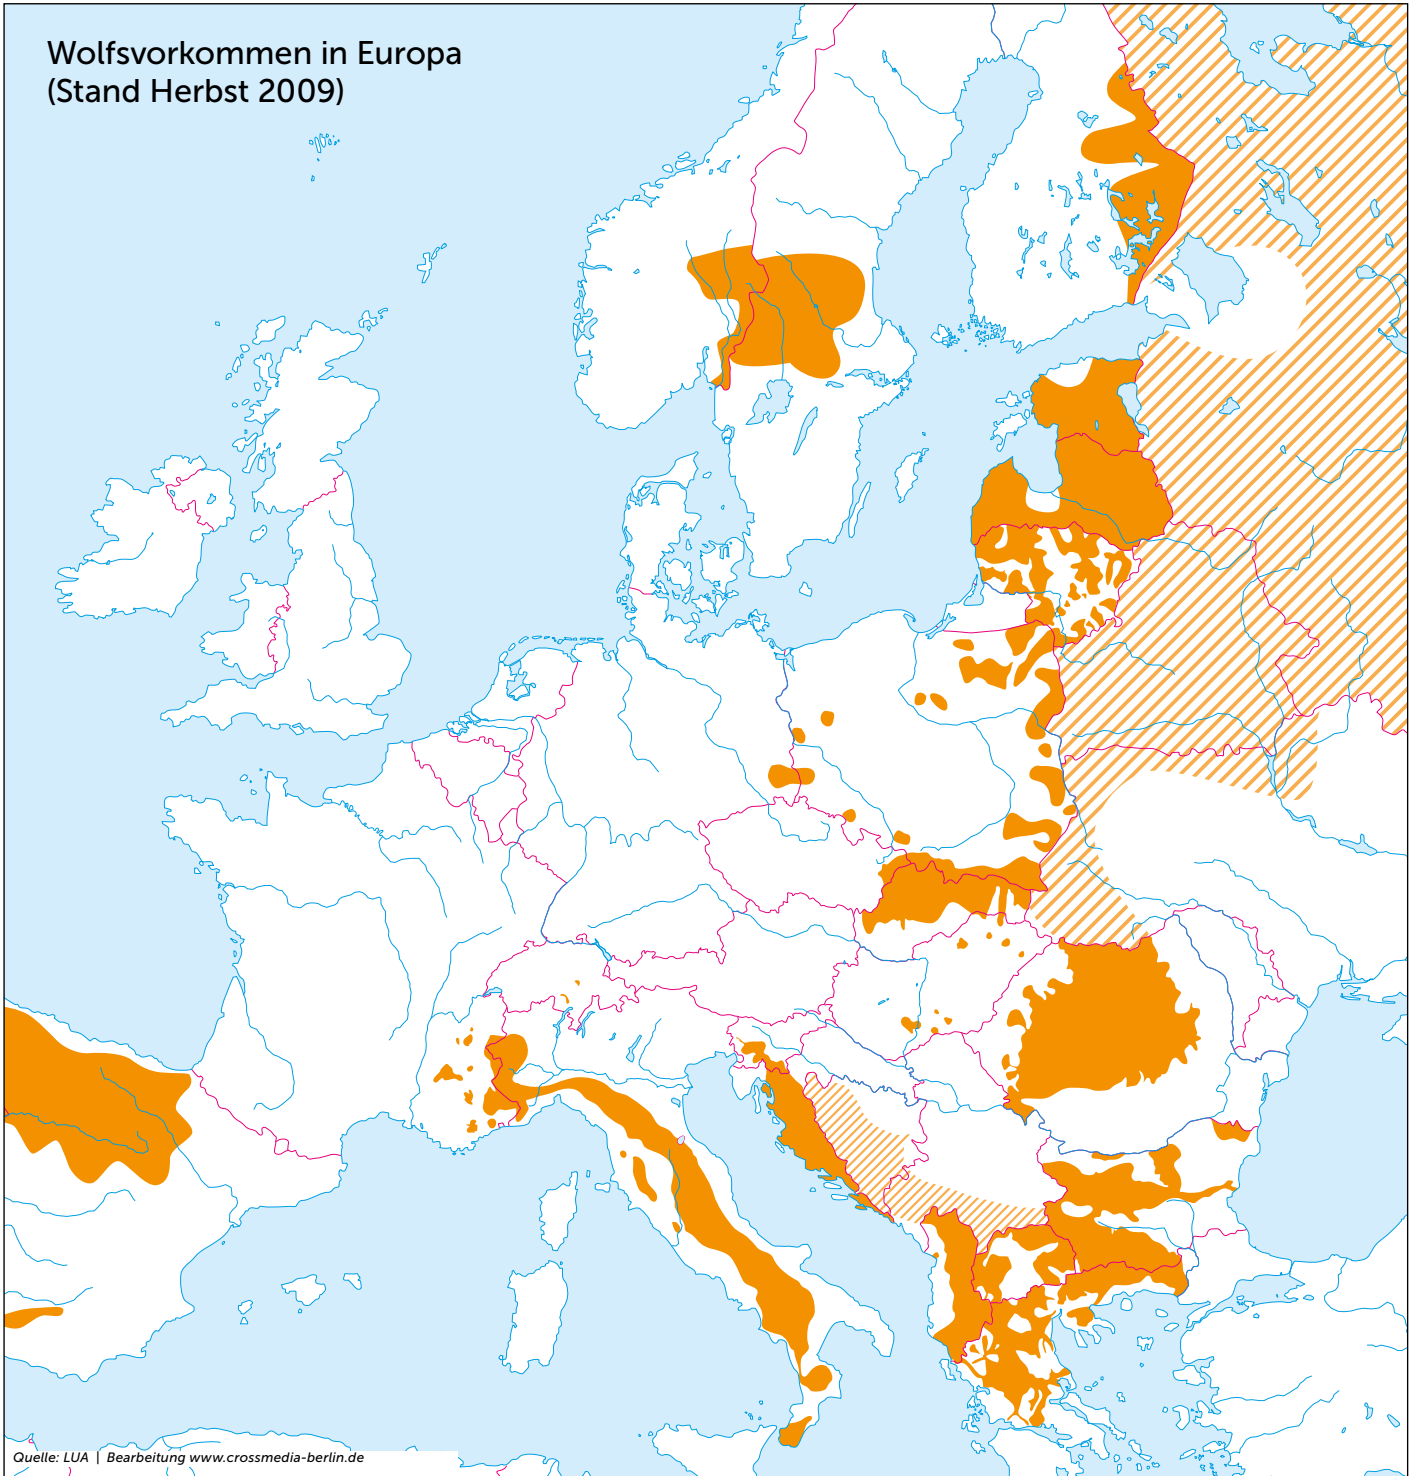 Wolfsvorkommen in Europa
(Stand Herbst 2009)
Quelle: LUA | Bearbeitung www.crossmedia-berlin.de